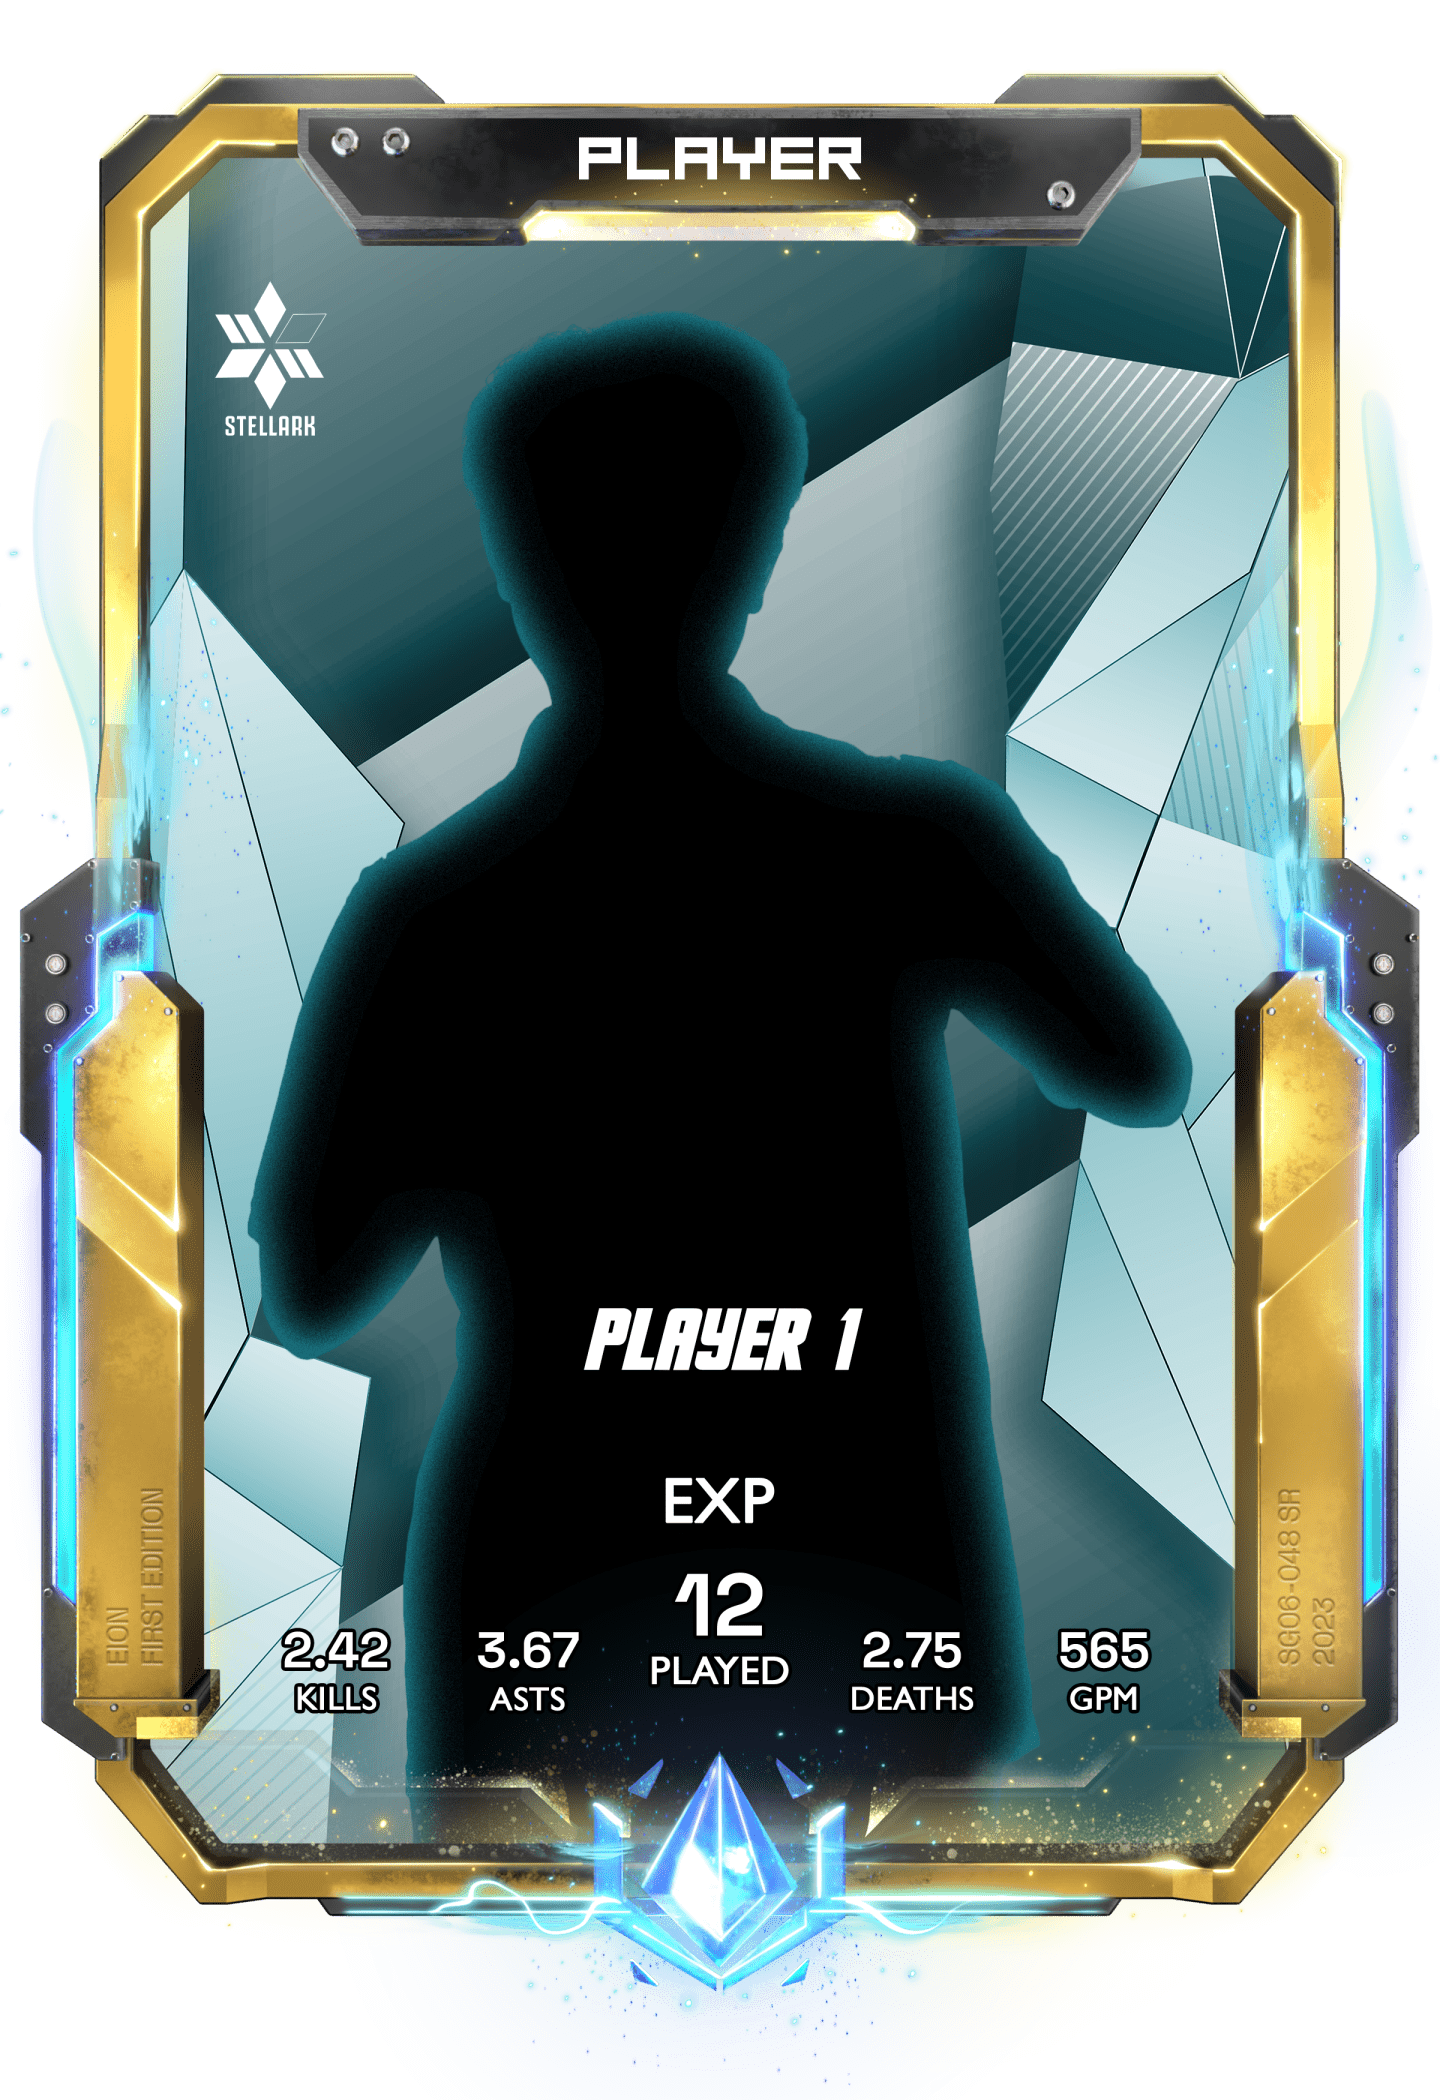 PLAYER
STELLARK
PLAYER 1
EXP
12
PLAYED
2.42
KILLS
3.67
ASTS
2.75
DEATHS
565
GPM
EION
FIRST EDITION
SG06-048 SR
2023